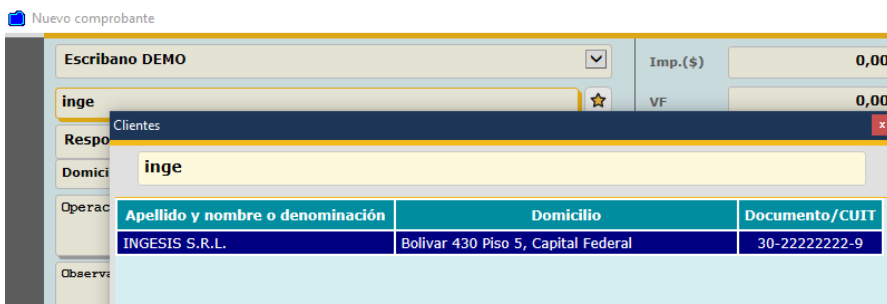 Nuevo comprobante
Escribano DEMO
Imp.($)
0,00
inge
VF
0,00
Clientes
x
Respo
inge
Domici
Operac
Apellido y nombre o denominación
Domicilio
Documento/CUIT
INGESIS S.R.L.
Bolivar 430 Piso 5, Capital Federal
30-22222222-9
Observa